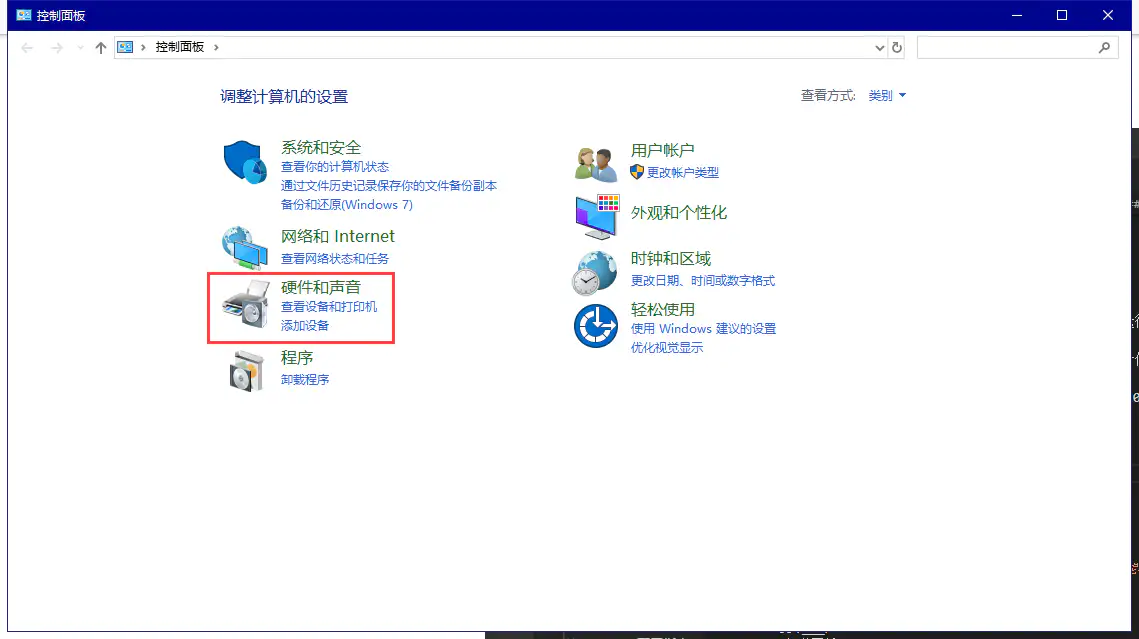 控制面板
控制面板
调整计算机的设置
查看方式: 类别
系统和安全
查看你的计算机状态
通过文件历史记录保存你的文件备份副本
备份和还原(Windows 7)
网络和 Internet
查看网络状态和任务
硬件和声音
查看设备和打印机
添加设备
程序
卸载程序
用户帐户
更改帐户类型
外观和个性化
时钟和区域
更改日期、时间或数字格式
轻松使用
使用 Windows 建议的设置
优化视觉显示